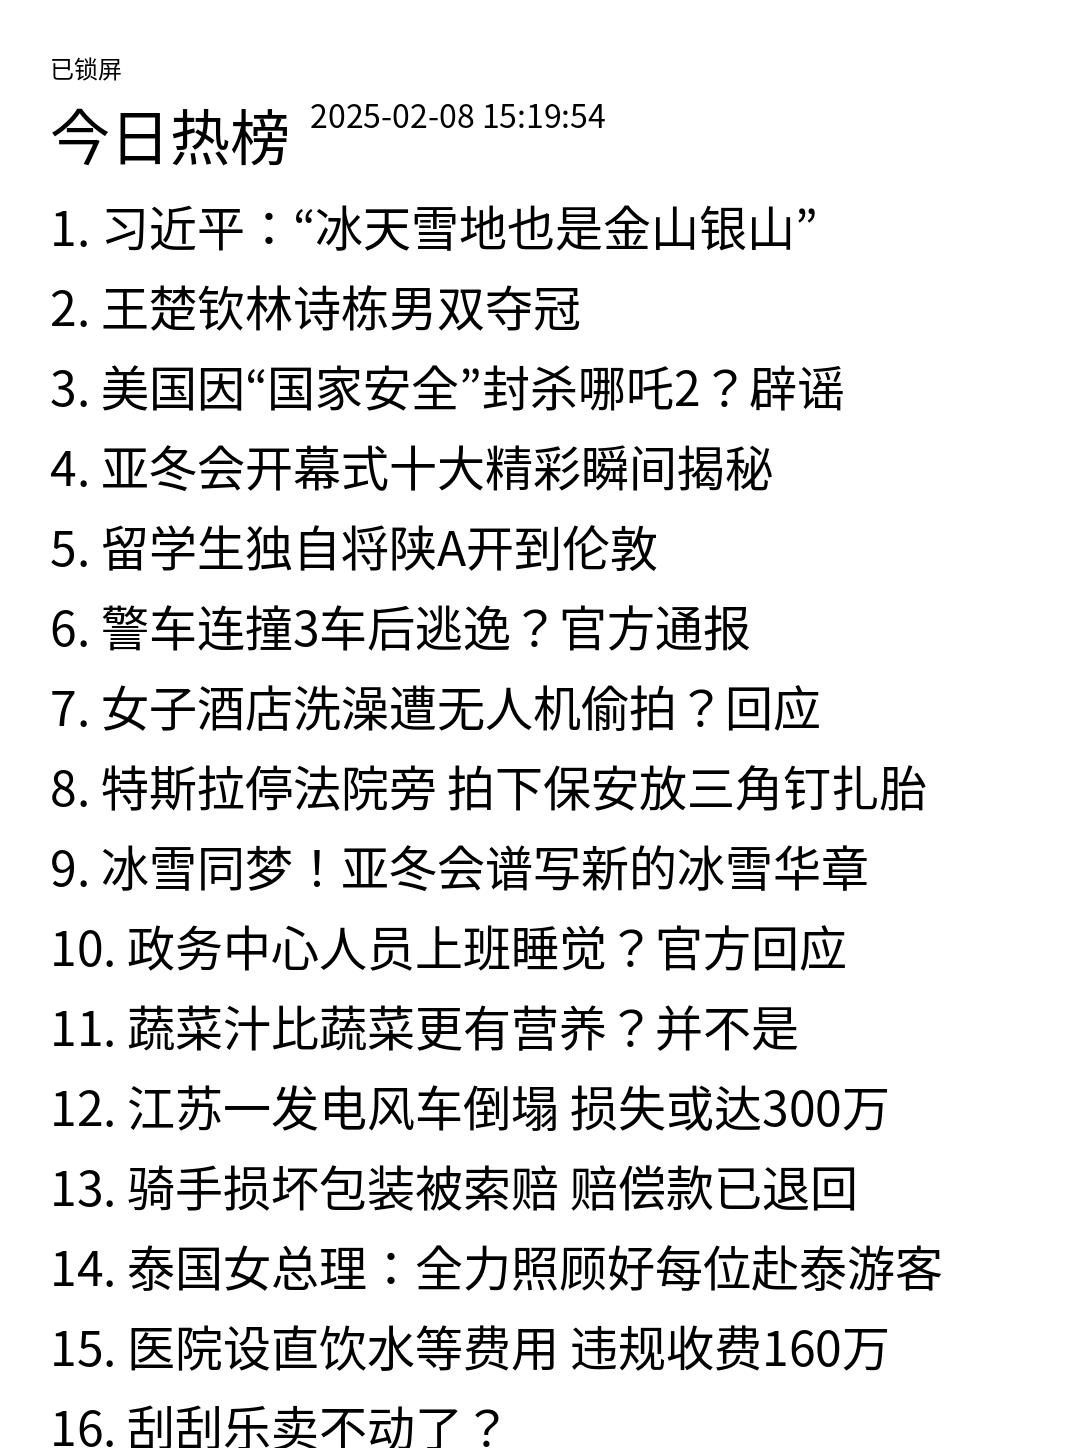 已锁屏
今日热榜 2025-02-08 15:19:54
1. 习近平：“冰天雪地也是金山银山”
2. 王楚钦林诗栋男双夺冠
3. 美国因“国家安全”封杀哪吒2？辟谣
4. 亚冬会开幕式十大精彩瞬间揭秘
5. 留学生独自将陕A开到伦敦
6. 警车连撞3车后逃逸？官方通报
7. 女子酒店洗澡遭无人机偷拍？回应
8. 特斯拉停法院旁 拍下保安放三角钉扎胎
9. 冰雪同梦！亚冬会谱写新的冰雪华章
10. 政务中心人员上班睡觉？官方回应
11. 蔬菜汁比蔬菜更有营养？并不是
12. 江苏一发电风车倒塌 损失或达300万
13. 骑手损坏包装被索赔 赔偿款已退回
14. 泰国女总理：全力照顾好每位赴泰游客
15. 医院设直饮水等费用 违规收费160万
16. 刮刮乐卖不动了？